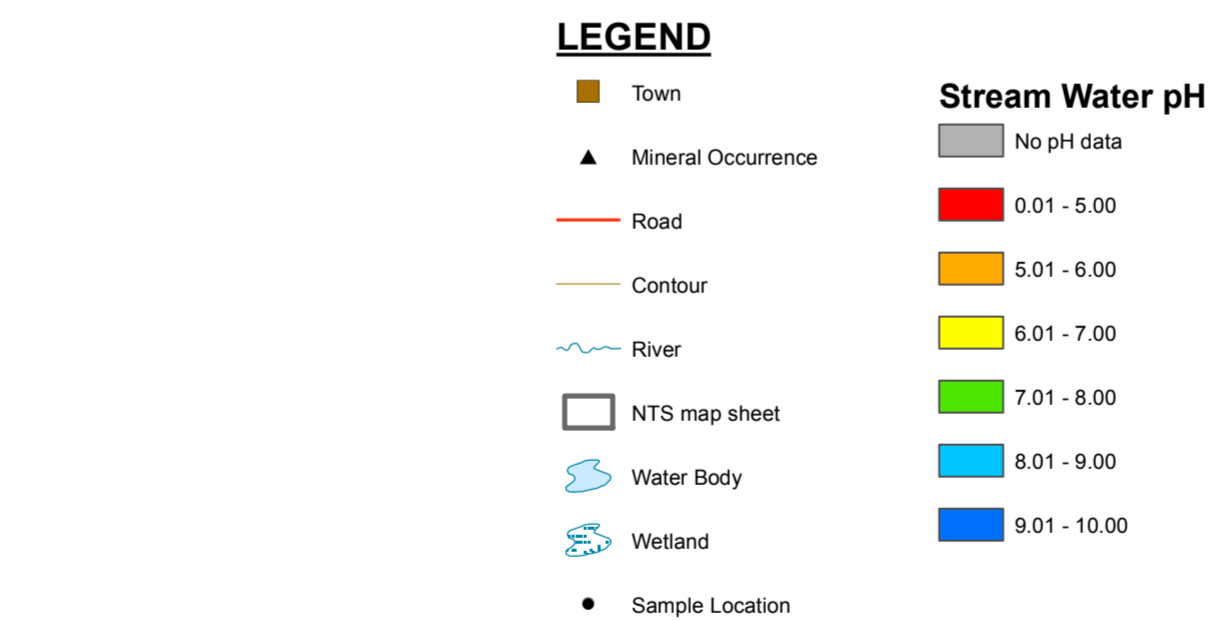 LEGEND
Town
Mineral Occurrence
Road
Contour
River
NTS map sheet
Water Body
Wetland
Sample Location
Stream Water pH
No pH data
0.01 - 5.00
5.01 - 6.00
6.01 - 7.00
7.01 - 8.00
8.01 - 9.00
9.01 - 10.00